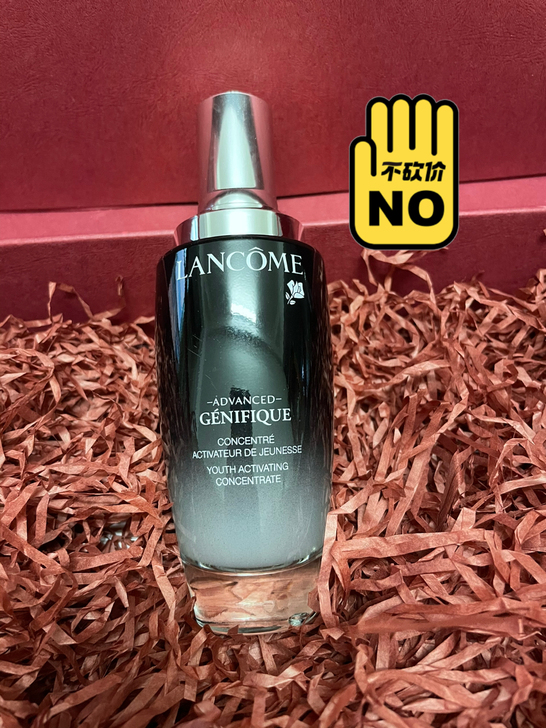 不砍价
NO
LANCÔME
-ADVANCED-
GÉNIFIQUE
CONCENTRÉ
ACTIVATEUR DE JEUNESSE
YOUTH ACTIVATING
CONCENTRATE